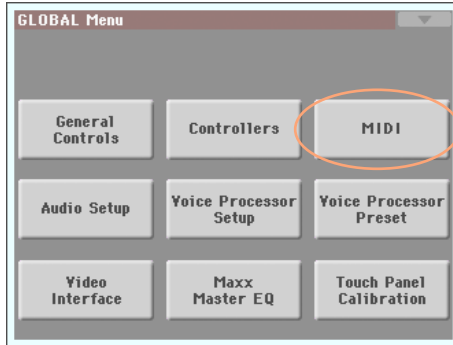 GLOBAL Menu
General
Controls
Controllers
MIDI
Audio Setup
Voice Processor
Setup
Voice Processor
Preset
Video
Interface
Maxx
Master EQ
Touch Panel
Calibration